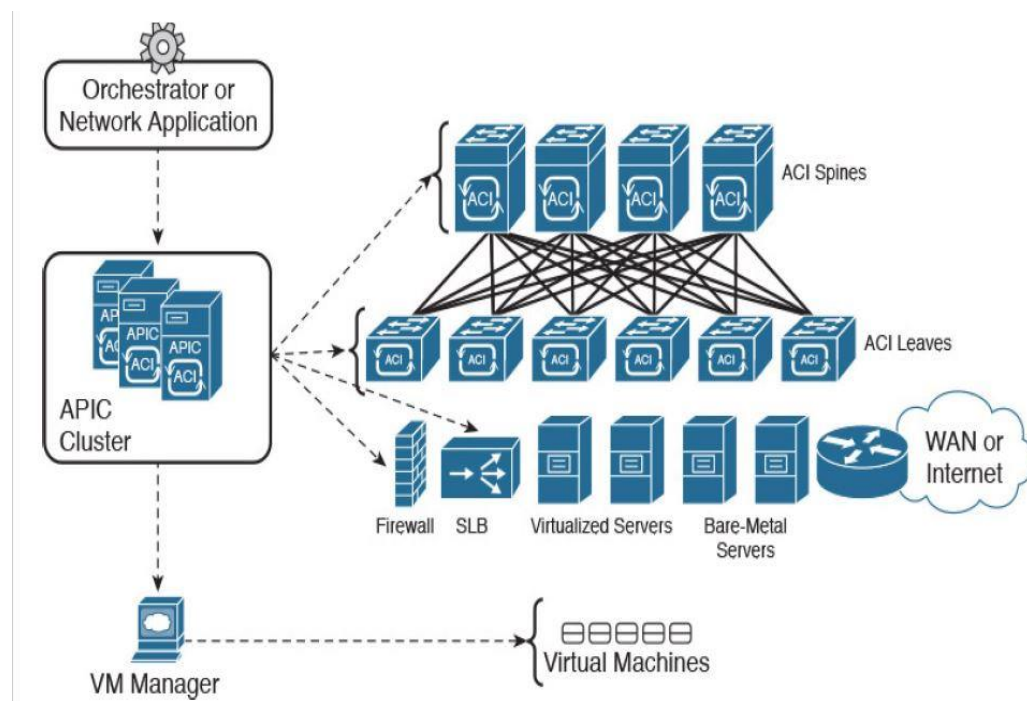 Orchestrator or
Network Application
ACI
ACI
ACI
ACI
ACI Spines
APIC
APIC
ACI
APIC
ACI
APIC
Cluster
ACI
ACI
ACI
ACI
ACI
ACI
ACI Leaves
Firewall
SLB
Virtualized Servers
Bare-Metal
Servers
WAN or
Internet
VM Manager
Virtual Machines